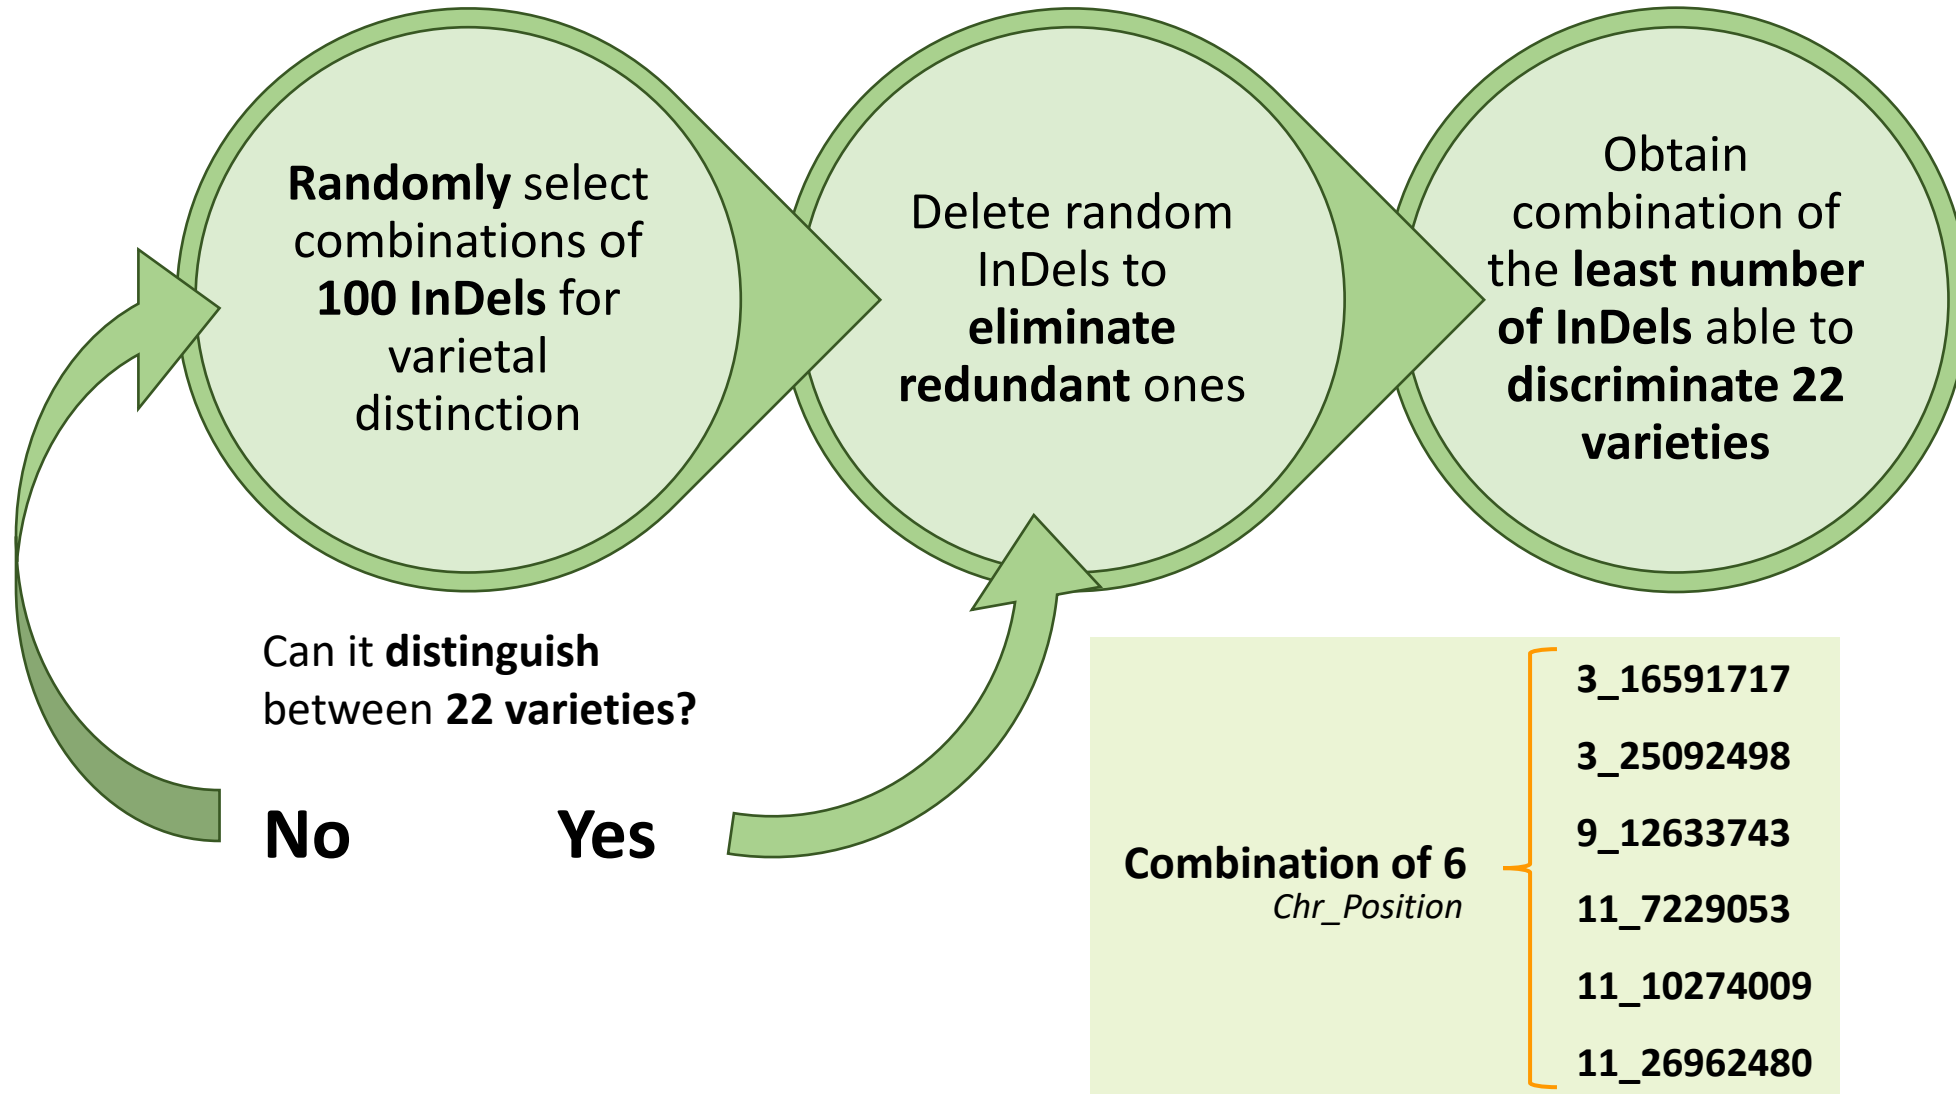 Randomly select
combinations of
100 InDels for
varietal
distinction
Delete random
InDels to
eliminate
redundant ones
Obtain
combination of
the least number
of InDels able to
discriminate 22
varieties
Can it distinguish
between 22 varieties?
No
Yes
Combination of 6
Chr_Position
3_16591717
3_25092498
9_12633743
11_7229053
11_10274009
11_26962480